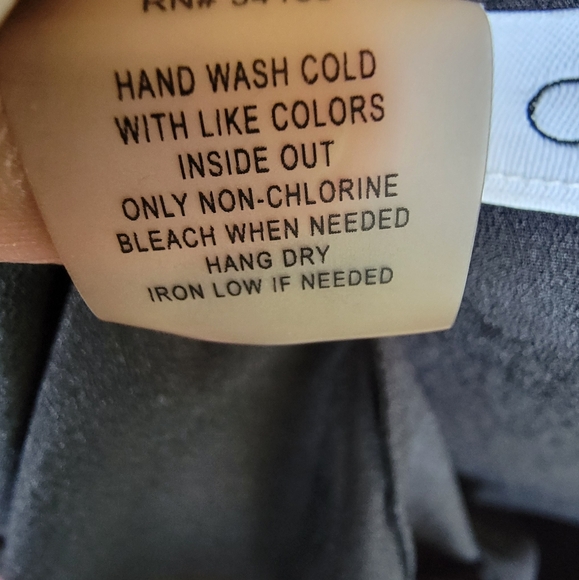 RN#
HAND WASH COLD
WITH LIKE COLORS
INSIDE OUT
ONLY NON-CHLORINE
BLEACH WHEN NEEDED
HANG DRY
IRON LOW IF NEEDED